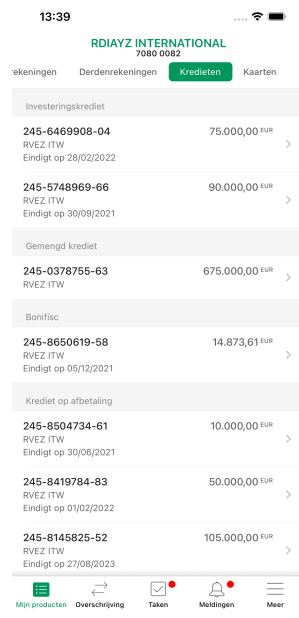 13:39
RDIAYZ INTERNATIONAL
7080 0082
rekeningen Derdenrekeningen Kredieten Kaarten
Investeringskrediet
245-6469908-04 75.000,00 EUR
RVEZ ITW
Eindigt op 28/02/2022
245-5748969-66 90.000,00 EUR
RVEZ ITW
Eindigt op 30/09/2021
Gemengd krediet
245-0378755-63 675.000,00 EUR
RVEZ ITW
Bonifisc
245-8650619-58 14.873,61 EUR
RVEZ ITW
Eindigt op 05/12/2021
Krediet op afbetaling
245-8504734-61 10.000,00 EUR
RVEZ ITW
Eindigt op 30/06/2021
245-8419784-83 50.000,00 EUR
RVEZ ITW
Eindigt op 01/02/2022
245-8145825-52 105.000,00 EUR
RVEZ ITW
Eindigt op 27/08/2023
Mijn producten Overschrijving Taken Meldingen Meer